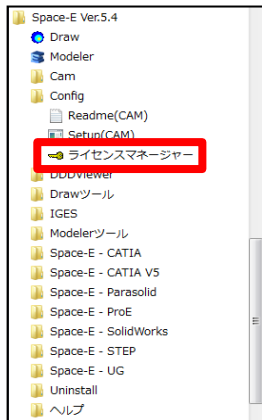 Space-E Ver.5.4
Draw
Modeler
Cam
Config
Readme(CAM)
Setup(CAM)
ライセンスマネージャー
DDDViewer
Drawツール
IGES
Modelerツール
Space-E - CATIA
Space-E - CATIA V5
Space-E - Parasolid
Space-E - ProE
Space-E - SolidWorks
Space-E - STEP
Space-E - UG
Uninstall
ヘルプ